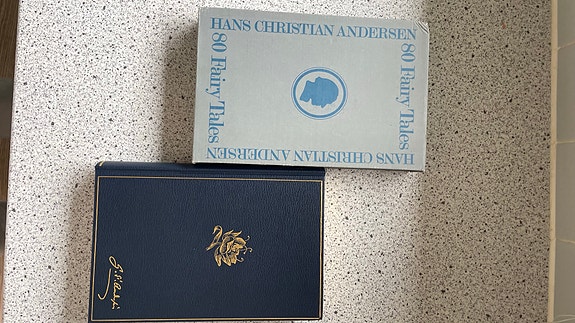 HANS CHRISTIAN ANDERSEN
80 Fairy Tales
80 Fairy Tales
HANS CHRISTIAN ANDERSEN